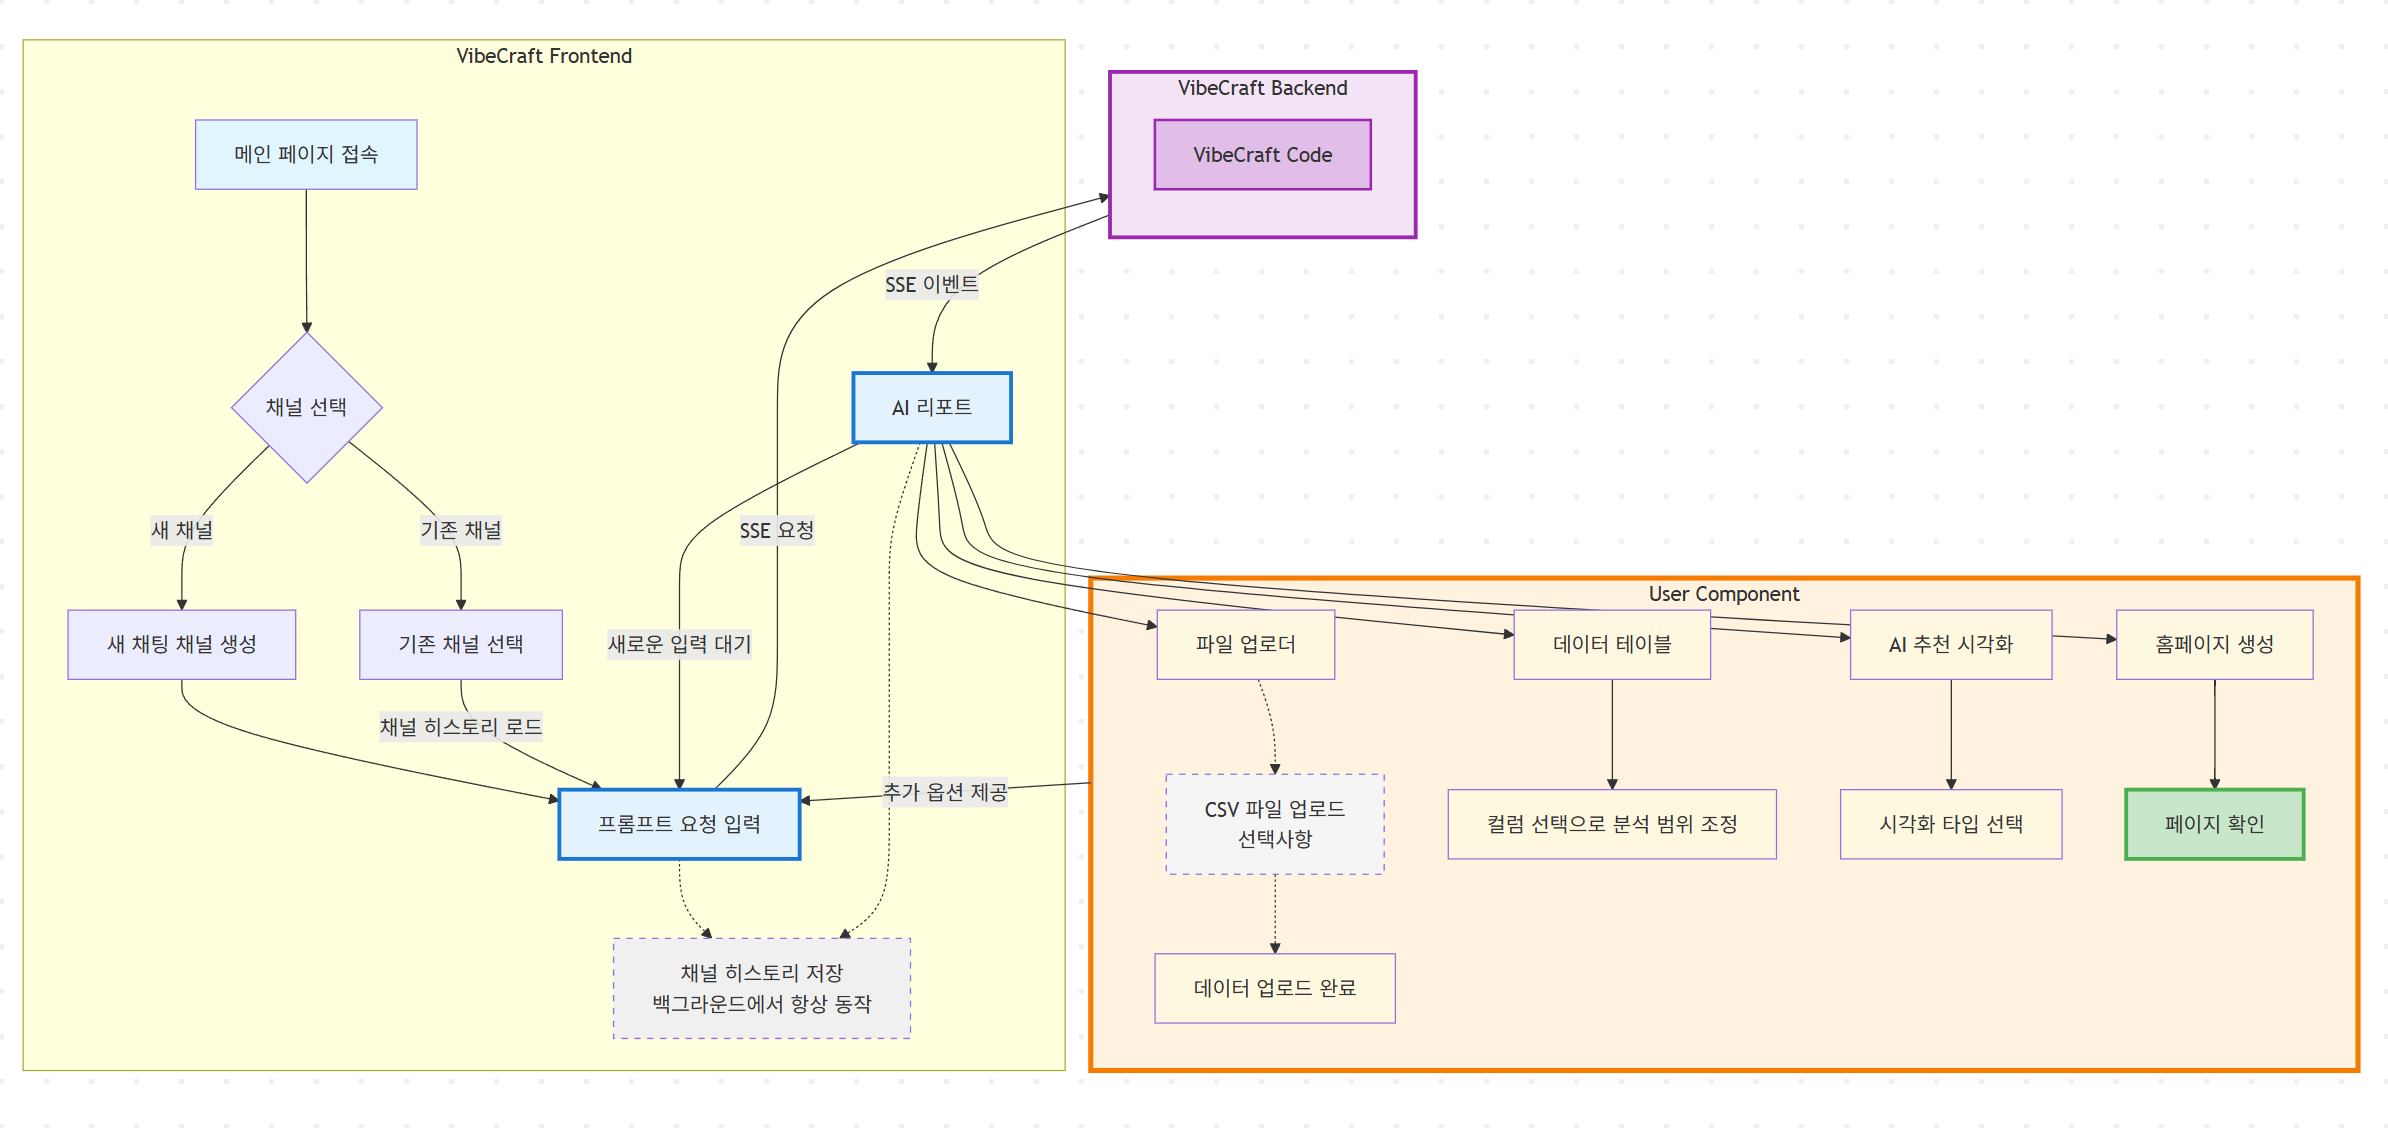 VibeCraft Frontend
메인 페이지 접속
채널 선택
새 채널
기존 채널
새 채팅 채널 생성
기존 채널 선택
채널 히스토리 로드
SSE 이벤트
AI 리포트
SSE 요청
새로운 입력 대기
추가 옵션 제공
프롬프트 요청 입력
채널 히스토리 저장
백그라운드에서 항상 동작
VibeCraft Backend
VibeCraft Code
User Component
파일 업로더
데이터 테이블
AI 추천 시각화
홈페이지 생성
CSV 파일 업로드
선택사항
컬럼 선택으로 분석 범위 조정
시각화 타입 선택
페이지 확인
데이터 업로드 완료